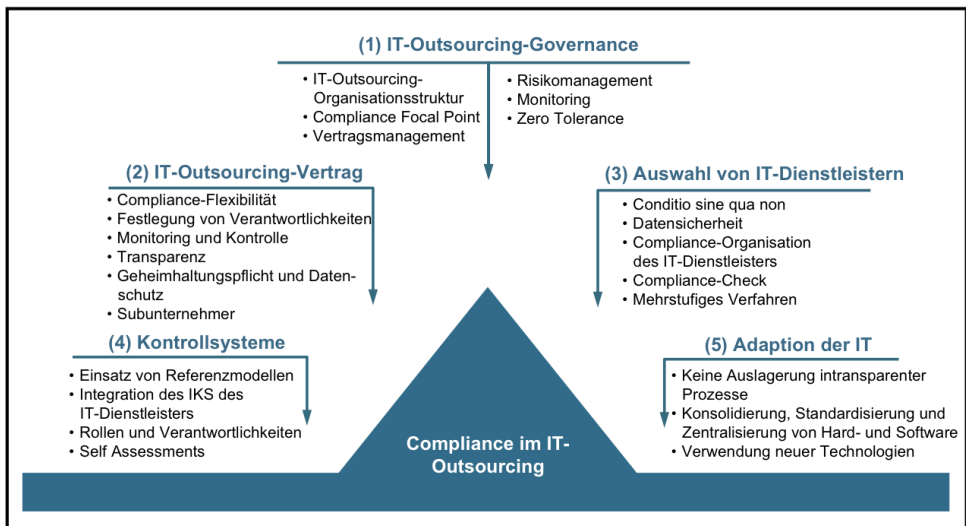 (1) IT-Outsourcing-Governance
• IT-Outsourcing-
Organisationsstruktur
• Compliance Focal Point
• Vertragsmanagement
• Risikomanagement
• Monitoring
• Zero Tolerance
(2) IT-Outsourcing-Vertrag
• Compliance-Flexibilität
• Festlegung von Verantwortlichkeiten
• Monitoring und Kontrolle
• Transparenz
• Geheimhaltungspflicht und Daten-
schutz
• Subunternehmer
(3) Auswahl von IT-Dienstleistern
• Conditio sine qua non
• Datensicherheit
• Compliance-Organisation
des IT-Dienstleisters
• Compliance-Check
• Mehrstufiges Verfahren
(4) Kontrollsysteme
• Einsatz von Referenzmodellen
• Integration des IKS des
IT-Dienstleisters
• Rollen und Verantwortlichkeiten
• Self Assessments
(5) Adaption der IT
• Keine Auslagerung intransparenter
Prozesse
• Konsolidierung, Standardisierung und
Zentralisierung von Hard- und Software
• Verwendung neuer Technologien
Compliance im IT-
Outsourcing